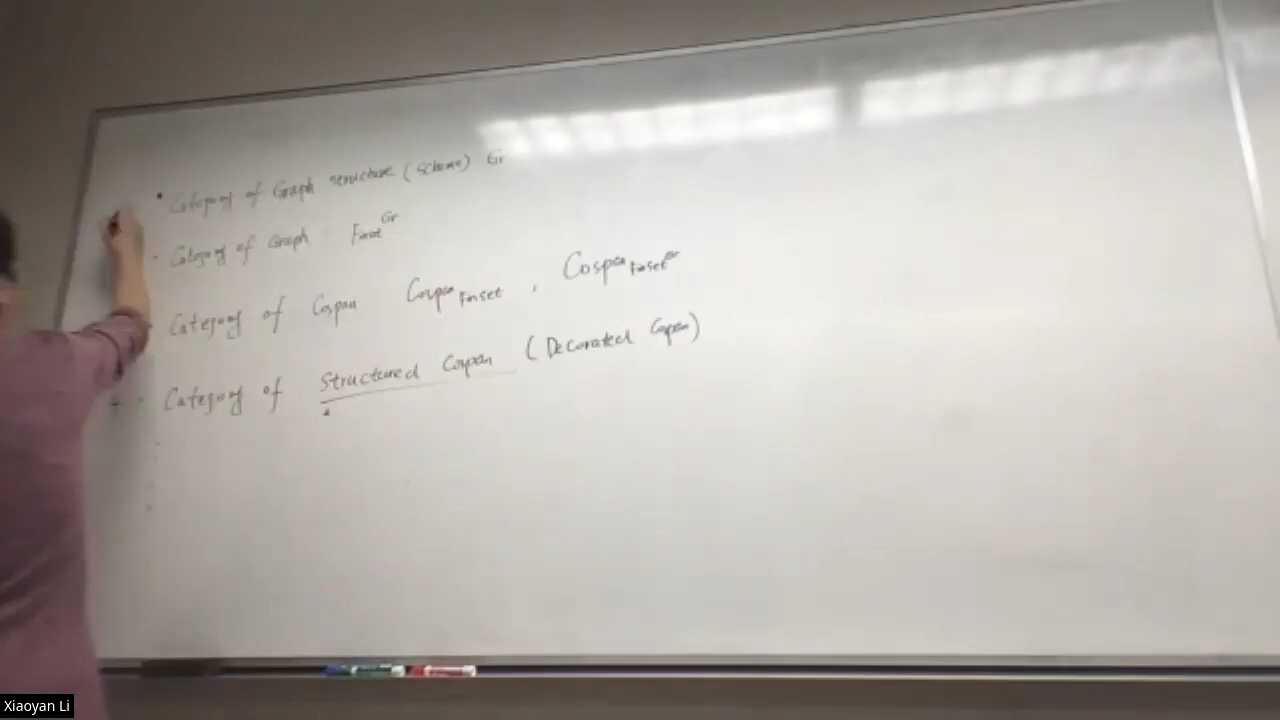 • Category of Graph structure (Schema) Gr
• Category of Graph Finset^Gr
• Category of Cospan Cospan_Finset , Cospan_Finset^Gr
• Category of Structured Cospan (Decorated Cospan)
Xiaoyan Li